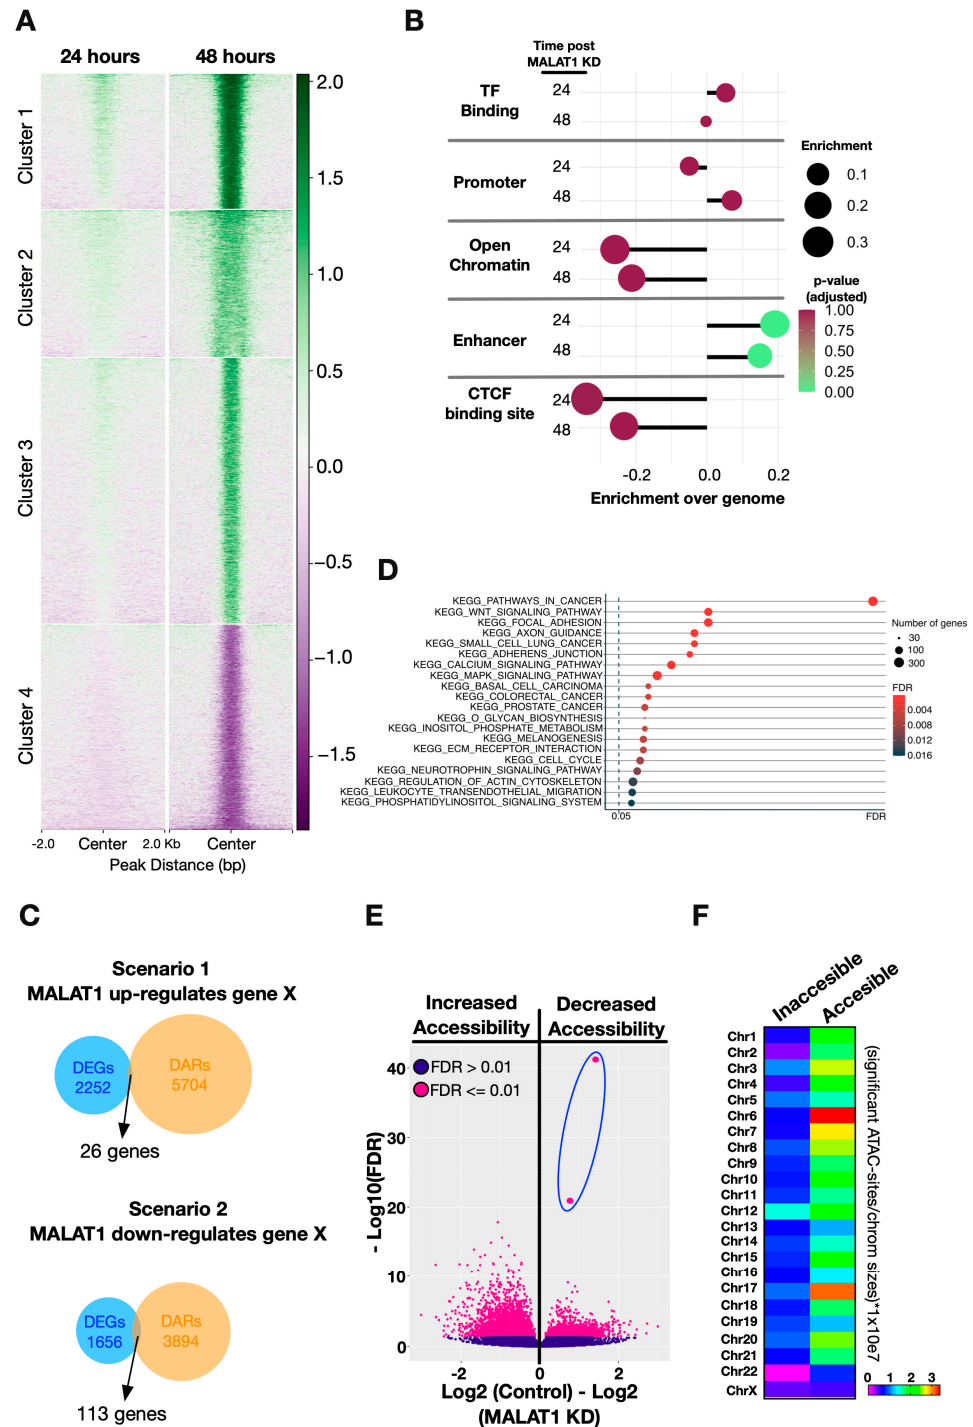 A
24 hours
48 hours
Cluster 1
Cluster 2
Cluster 3
Cluster 4
2.0
1.5
1.0
0.5
0.0
−0.5
−1.0
−1.5
-2.0
Center
2.0 Kb
Center
Peak Distance (bp)
B
Time post
MALAT1 KD
TF
Binding
24
48
Promoter
24
48
Open
Chromatin
24
48
Enhancer
24
48
CTCF
binding site
24
48
-0.2
0.0
0.2
Enrichment over genome
Enrichment
0.1
0.2
0.3
p-value
(adjusted)
1.00
0.75
0.50
0.25
0.00
D
KEGG_PATHWAYS_IN_CANCER
KEGG_WNT_SIGNALING_PATHWAY
KEGG_FOCAL_ADHESION
KEGG_AXON_GUIDANCE
KEGG_SMALL_CELL_LUNG_CANCER
KEGG_ADHERENS_JUNCTION
KEGG_CALCIUM_SIGNALING_PATHWAY
KEGG_MAPK_SIGNALING_PATHWAY
KEGG_BASAL_CELL_CARCINOMA
KEGG_COLORECTAL_CANCER
KEGG_PROSTATE_CANCER
KEGG_O_GLYCAN_BIOSYNTHESIS
KEGG_INOSITOL_PHOSPHATE_METABOLISM
KEGG_MELANOGENESIS
KEGG_ECM_RECEPTOR_INTERACTION
KEGG_CELL_CYCLE
KEGG_NEUROTROPHIN_SIGNALING_PATHWAY
KEGG_REGULATION_OF_ACTIN_CYTOSKELETON
KEGG_LEUKOCYTE_TRANSENDOTHELIAL_MIGRATION
KEGG_PHOSPHATIDYLINOSITOL_SIGNALING_SYSTEM
0.05
FDR
Number of genes
30
100
300
FDR
0.004
0.008
0.012
0.016
C
Scenario 1
MALAT1 up-regulates gene X
DEGs
2252
DARs
5704
26 genes
Scenario 2
MALAT1 down-regulates gene X
DEGs
1656
DARs
3894
113 genes
E
Increased
Accessibility
Decreased
Accessibility
FDR > 0.01
FDR <= 0.01
- Log10(FDR)
40
30
20
10
0
-2
0
2
Log2 (Control) - Log2
(MALAT1 KD)
F
Inaccesible
Accesible
Chr1
Chr2
Chr3
Chr4
Chr5
Chr6
Chr7
Chr8
Chr9
Chr10
Chr11
Chr12
Chr13
Chr14
Chr15
Chr16
Chr17
Chr18
Chr19
Chr20
Chr21
Chr22
ChrX
(significant ATAC-sites/chrom sizes)*1x10e7
0 1 2 3